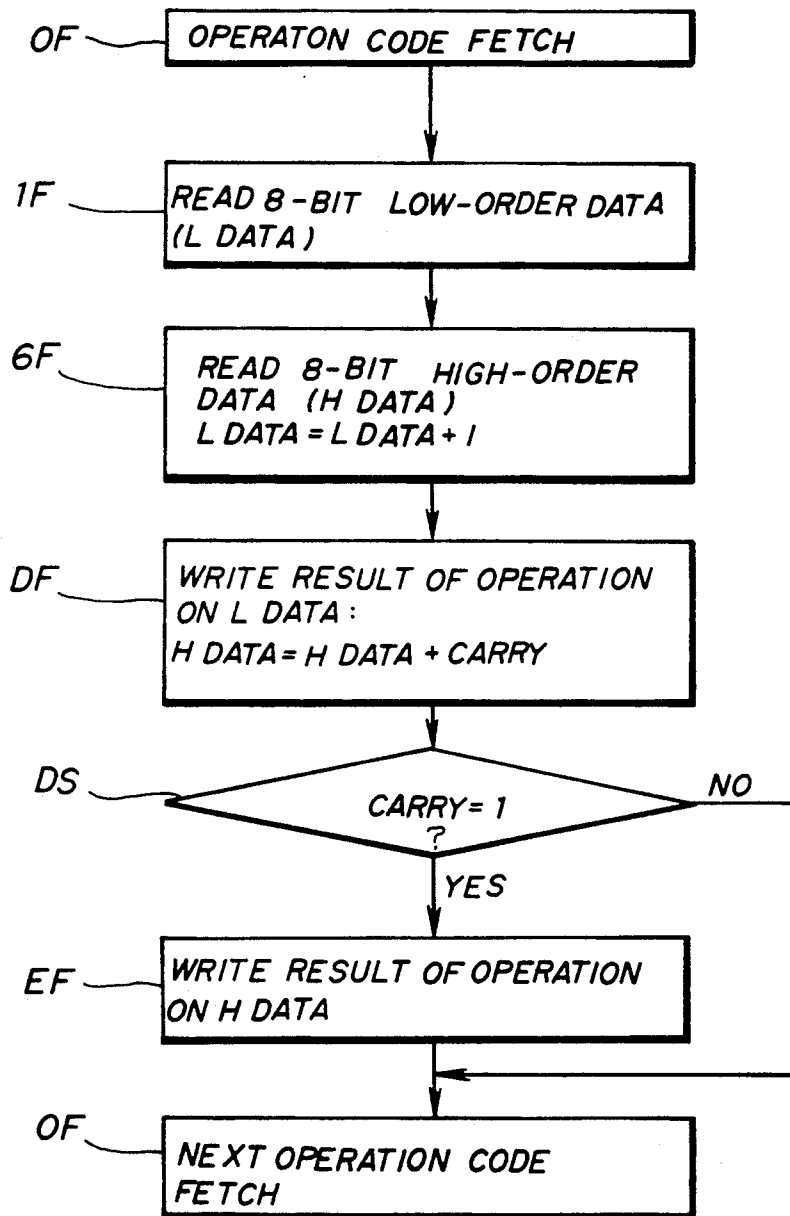 OF
OPERATON CODE FETCH
1F
READ 8-BIT LOW-ORDER DATA
(L DATA)
6F
READ 8-BIT HIGH-ORDER
DATA (H DATA)
L DATA = L DATA + 1
DF
WRITE RESULT OF OPERATION
ON L DATA:
H DATA = H DATA + CARRY
DS
CARRY = 1
?
NO
YES
EF
WRITE RESULT OF OPERATION
ON H DATA
OF
NEXT OPERATION CODE
FETCH